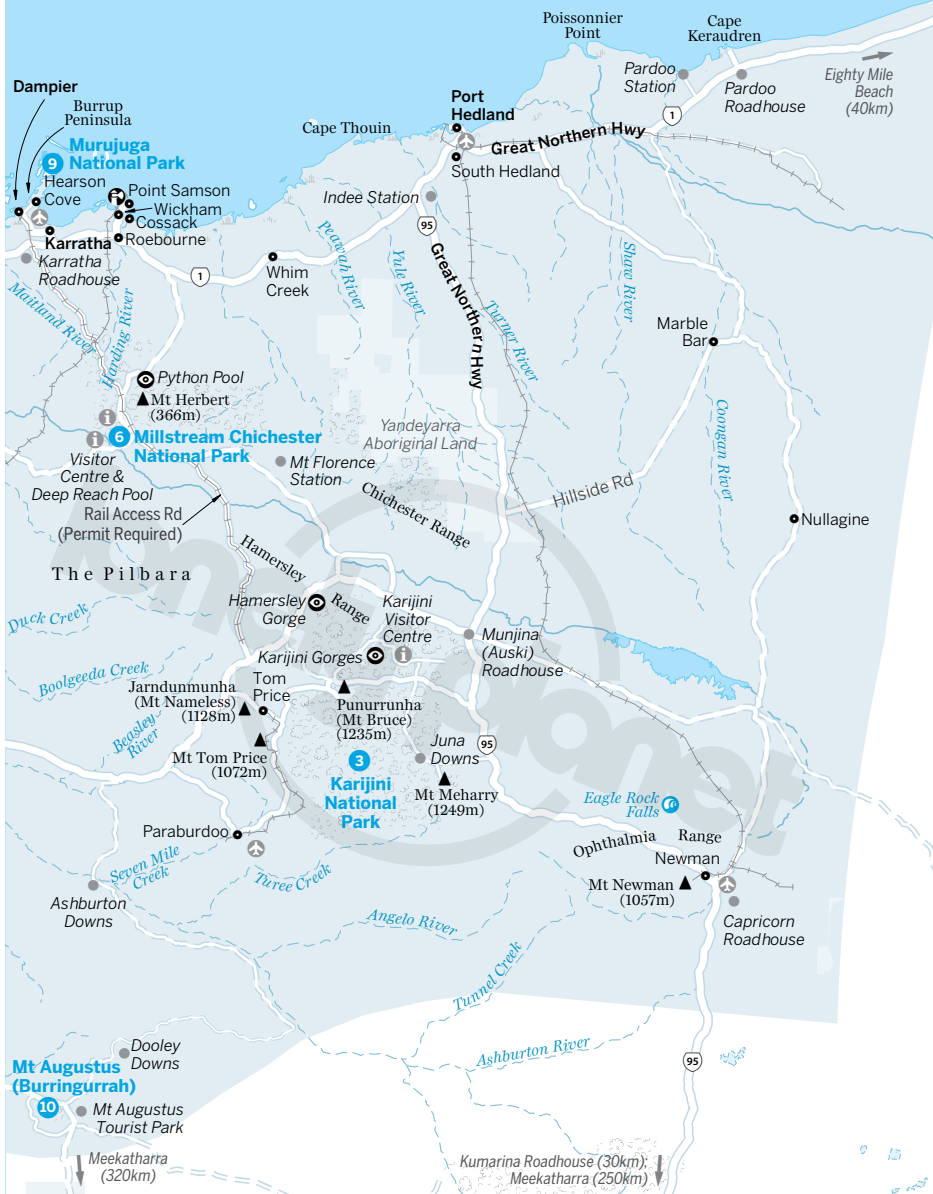 Poissonnier
Point
Cape
Keraudren
Pardoo
Station
Pardoo
Roadhouse
Eighty Mile
Beach
(40km)
1
Dampier
Burrup
Peninsula
Murujuga
National Park
9
Hearson
Cove
Point Samson
Wickham
Cossack
Roebourne
Karratha
Karratha
Roadhouse
Cape Thouin
Port
Hedland
Great Northern Hwy
South Hedland
Indee Station
95
Great Northern Hwy
1
Whim
Creek
Peawah River
Yule River
Turner River
Shaw River
Maitland River
Harding River
Marble
Bar
Coongan River
Python Pool
Mt Herbert
(366m)
6
Millstream Chichester
National Park
Visitor
Centre &
Deep Reach Pool
Mt Florence
Station
Yandeyarra
Aboriginal Land
Rail Access Rd
(Permit Required)
Chichester Range
Hillside Rd
Nullagine
The Pilbara
Hamersley
Range
Hamersley
Gorge
Karijini
Visitor
Centre
Karijini Gorges
Munjina
(Auski)
Roadhouse
Duck Creek
Boolgeeda Creek
Beasley
River
Jarndunmunha
(Mt Nameless)
(1128m)
Tom
Price
Mt Tom Price
(1072m)
Punurrunha
(Mt Bruce)
(1235m)
3
Karijini
National
Park
Juna
Downs
Mt Meharry
(1249m)
95
Eagle Rock
Falls
Ophthalmia Range
Newman
Mt Newman
(1057m)
Capricorn
Roadhouse
Paraburdoo
Seven Mile
Creek
Turee Creek
Ashburton
Downs
Angelo River
Tunnel Creek
Ashburton River
95
Dooley
Downs
Mt Augustus
(Burringurrah)
10
Mt Augustus
Tourist Park
Meekatharra
(320km)
Kumarina Roadhouse (30km);
Meekatharra (250km)
lonely planet